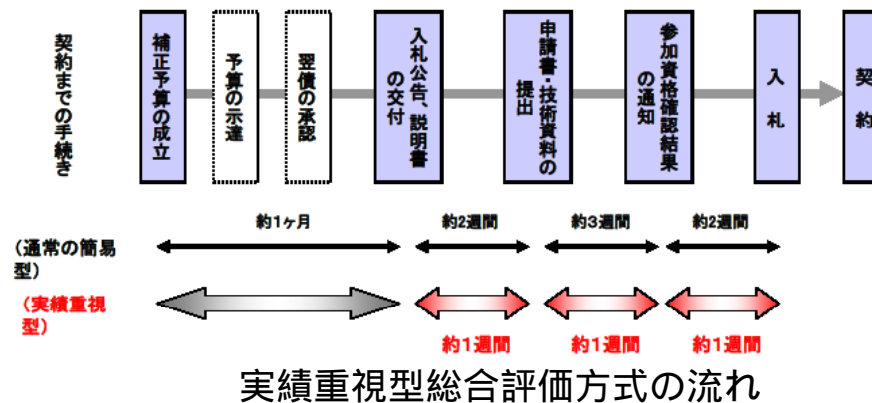 契約までの手続き
補正予算の成立
予算の示達
翌債の承認
入札公告、説明書
の交付
申請書・技術資料の
提出
参加資格確認結果
の通知
入札
契約
(通常の簡易
型)
約1ヶ月
約2週間
約3週間
約2週間
(実績重視
型)
約1週間
約1週間
約1週間
実績重視型総合評価方式の流れ